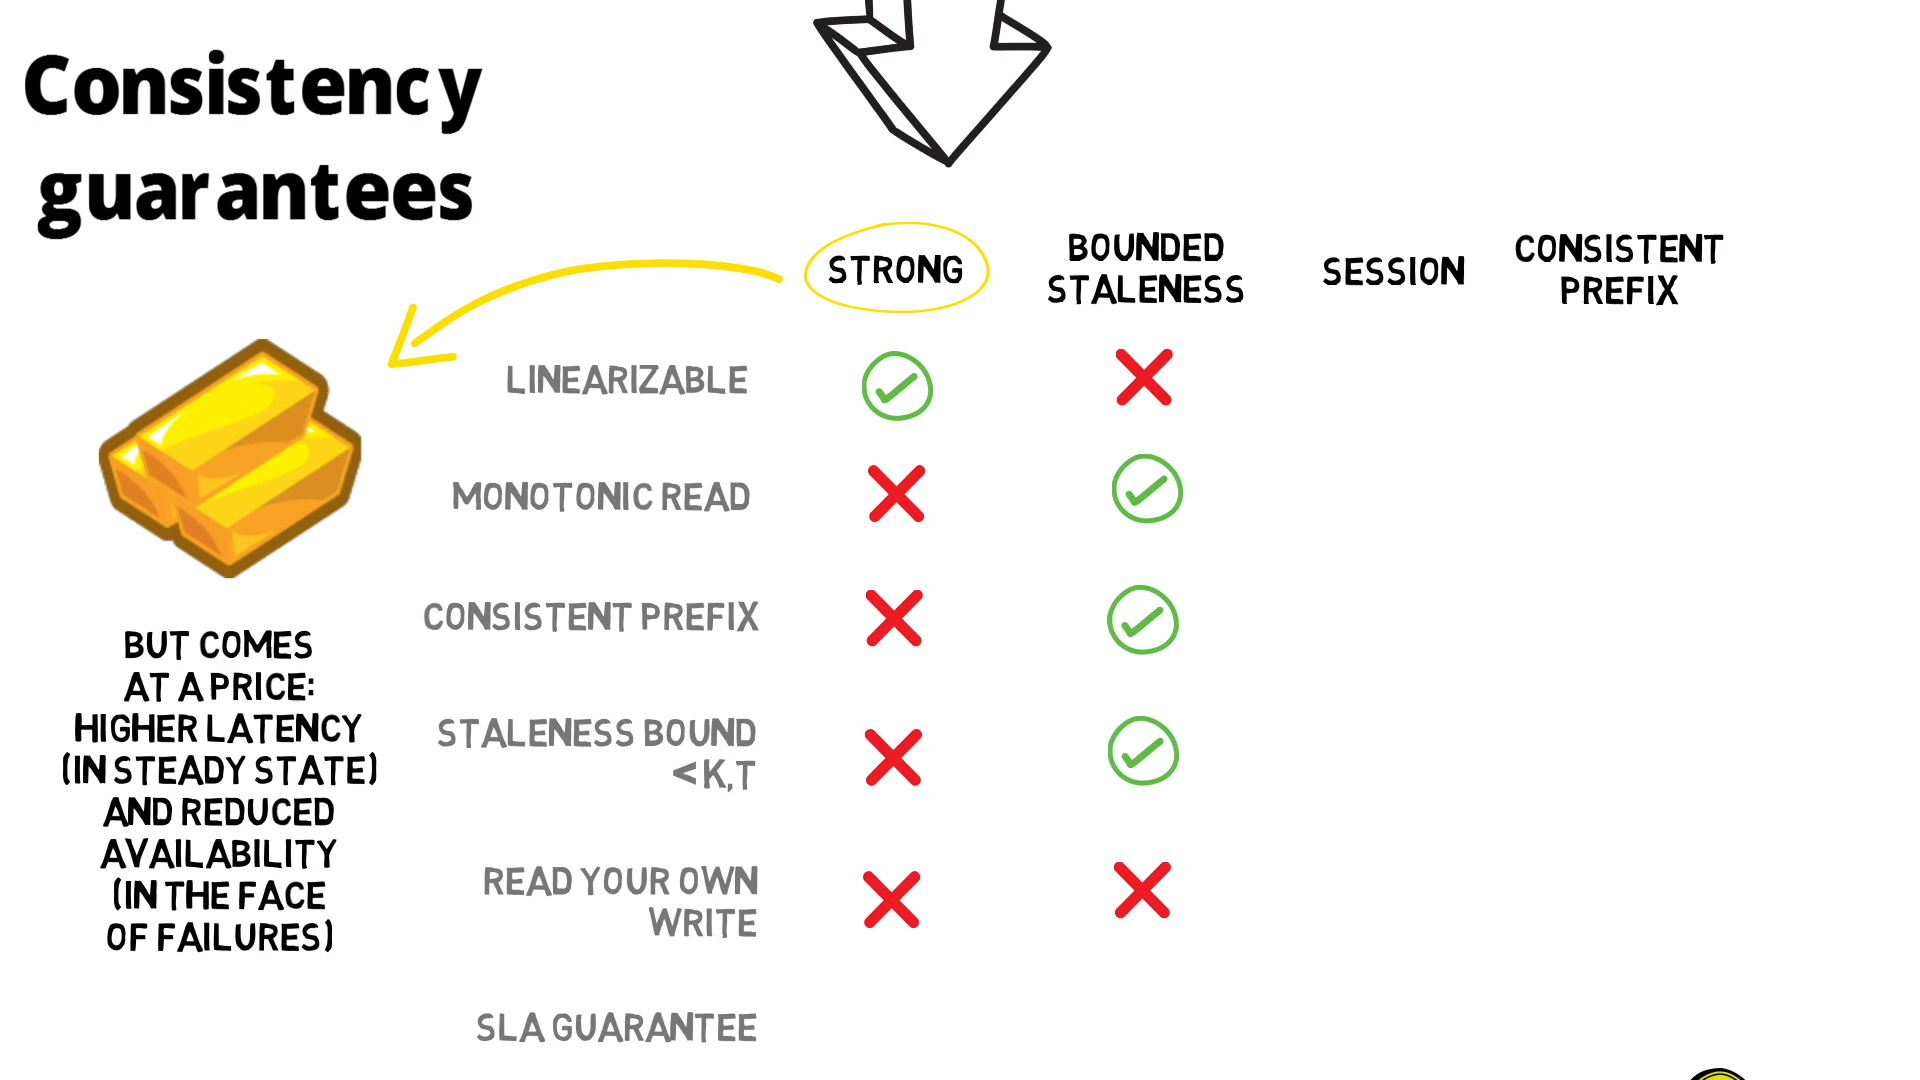 Consistency
guarantees
STRONG
BOUNDED
STALENESS
SESSION
CONSISTENT
PREFIX
LINEARIZABLE
MONOTONIC READ
CONSISTENT PREFIX
STALENESS BOUND
<K,T
READ YOUR OWN
WRITE
SLA GUARANTEE
BUT COMES
AT A PRICE:
HIGHER LATENCY
(IN STEADY STATE)
AND REDUCED
AVAILABILITY
(IN THE FACE
OF FAILURES)